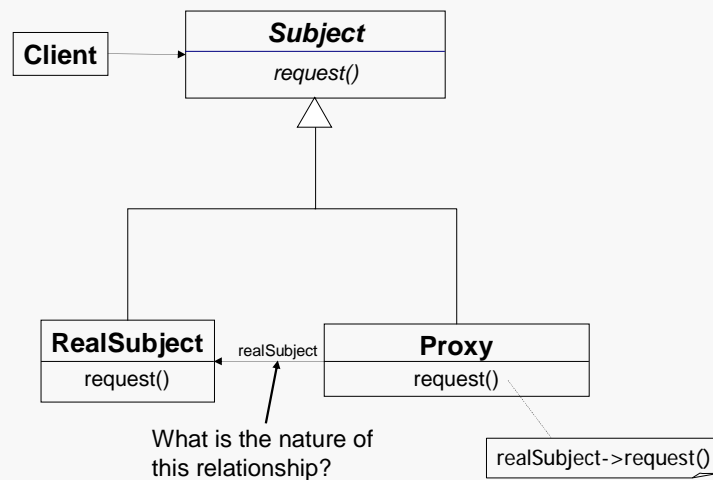 Subject
Client
request()
RealSubject
realSubject
Proxy
request()
request()
What is the nature of
this relationship?
realSubject->request()